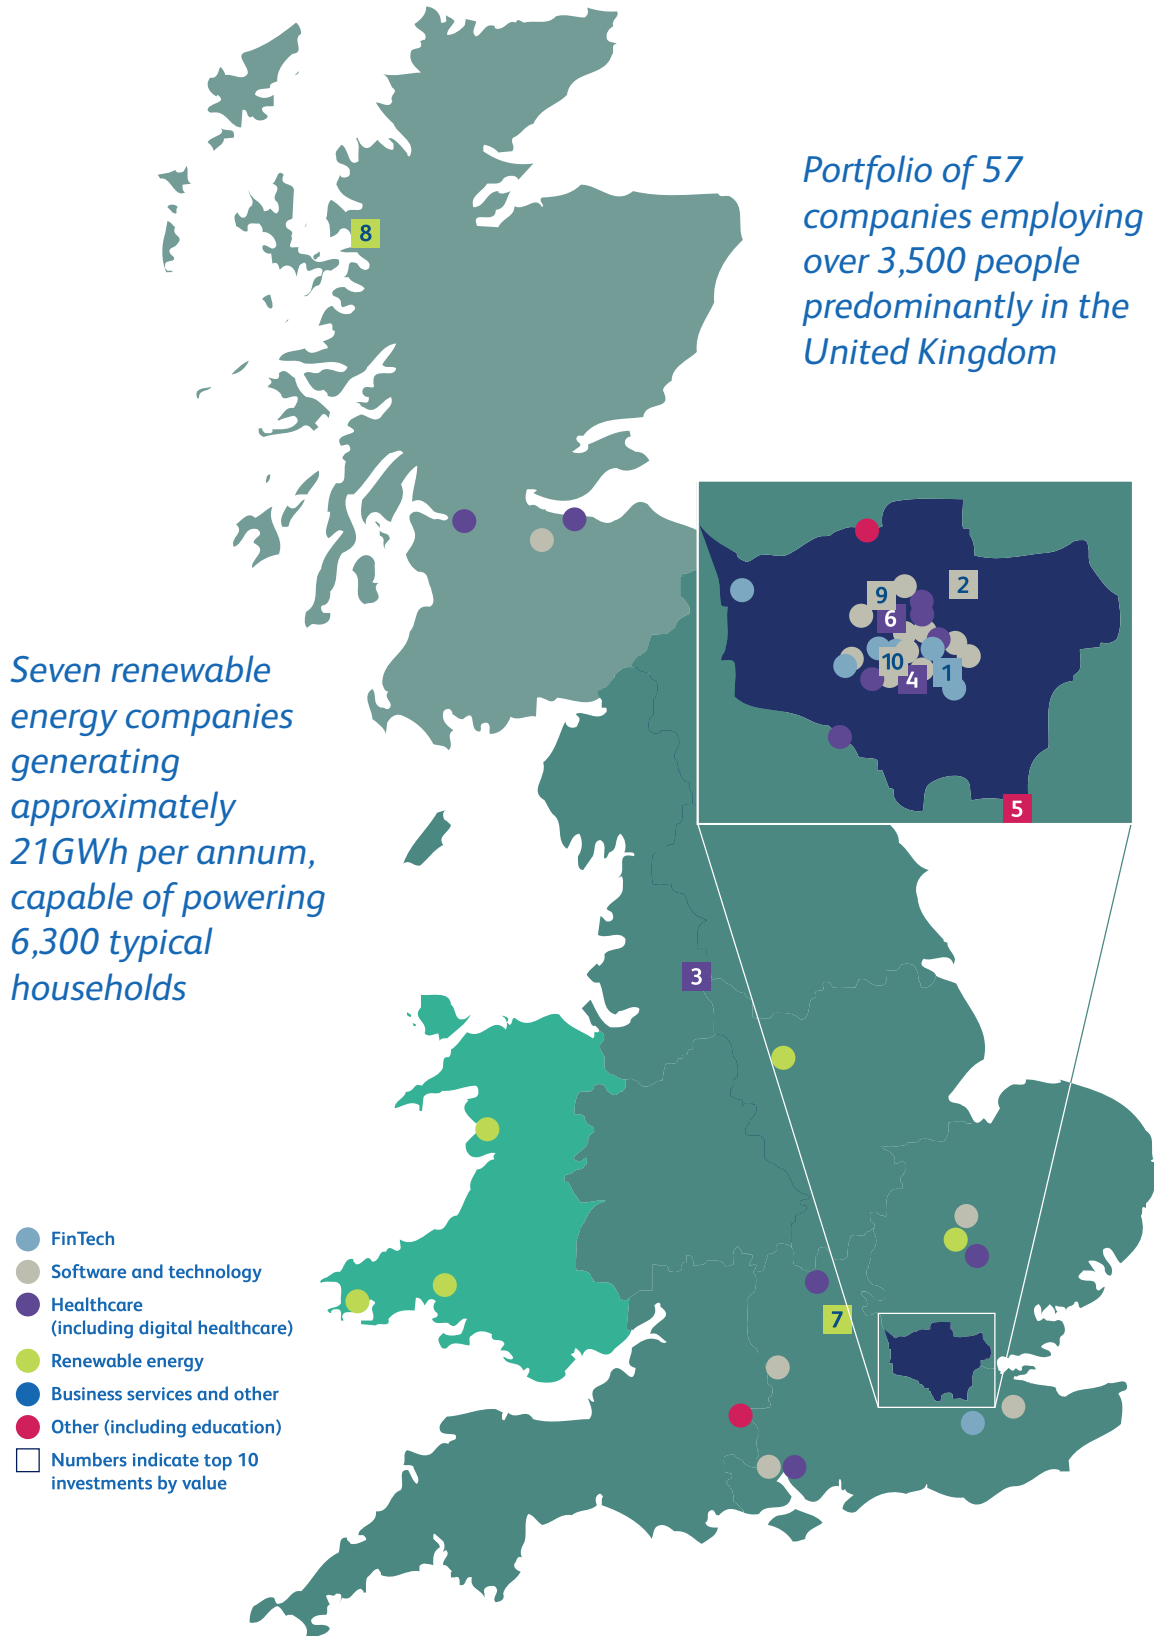 8
Portfolio of 57
companies employing
over 3,500 people
predominantly in the
United Kingdom
2
9
6
10
1
4
5
Seven renewable
energy companies
generating
approximately
21GWh per annum,
capable of powering
6,300 typical
households
3
7
FinTech
Software and technology
Healthcare
(including digital healthcare)
Renewable energy
Business services and other
Other (including education)
Numbers indicate top 10
investments by value